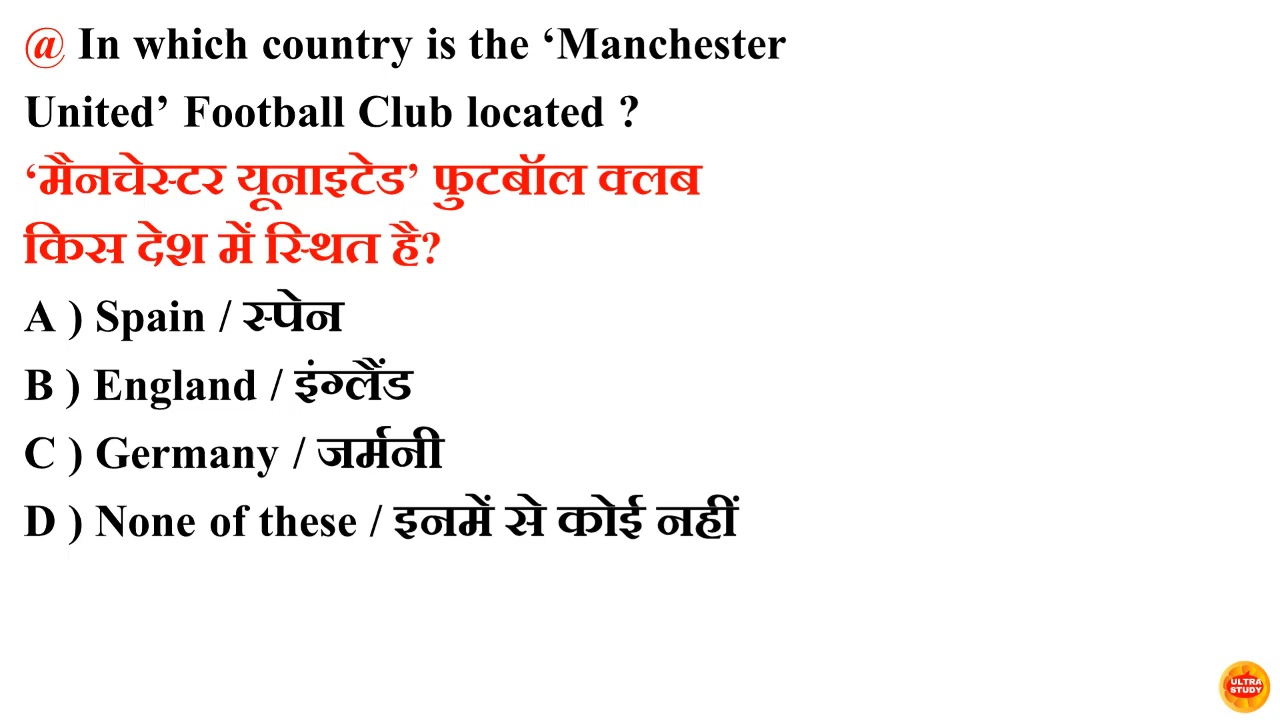 @ In which country is the ‘Manchester
United’ Football Club located ?
‘मैनचेस्टर यूनाइटेड’ फुटबॉल क्लब
किस देश में स्थित है?
A ) Spain / स्पेन
B ) England / इंग्लैंड
C ) Germany / जर्मनी
D ) None of these / इनमें से कोई नहीं
ULTRA
STUDY